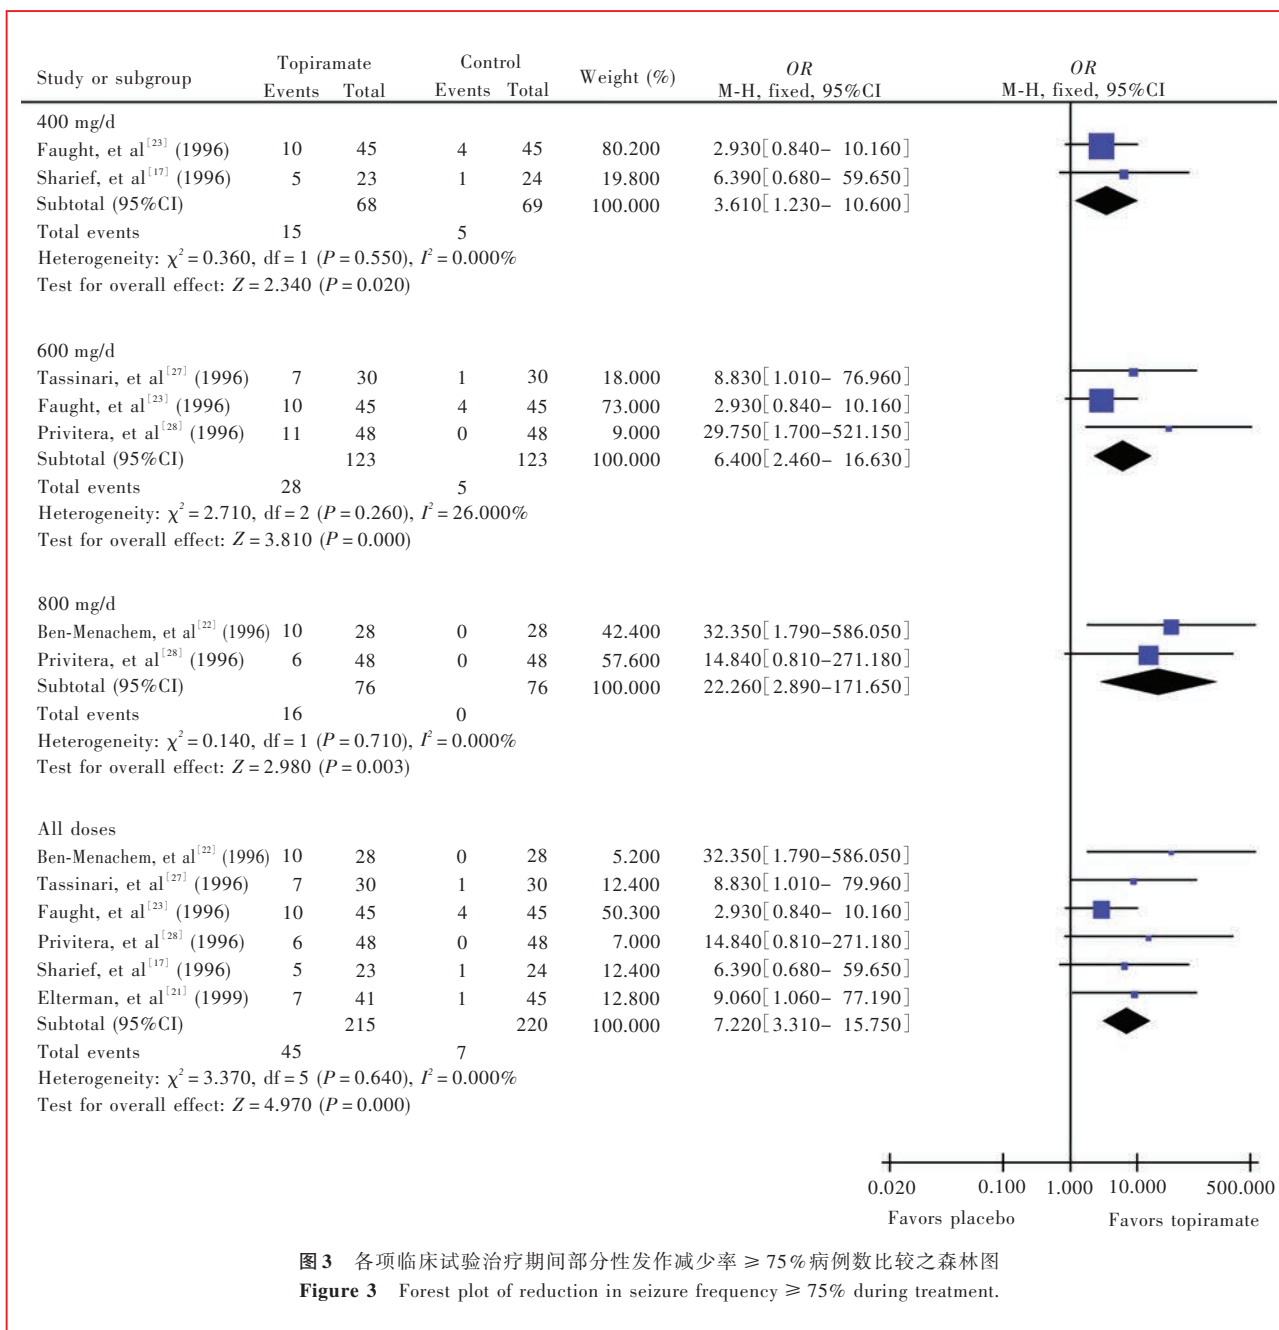 Study or subgroup Topiramate Control Weight (%) OR OR
Events Total Events Total M-H, fixed, 95%CI M-H, fixed, 95%CI
400 mg/d
Faught, et al[23] (1996) 10 45 4 45 80.200 2.930[0.840– 10.160]
Sharief, et al[17] (1996) 5 23 1 24 19.800 6.390[0.680– 59.650]
Subtotal (95%CI) 68 69 100.000 3.610[1.230– 10.600]
Total events 15 5
Heterogeneity: χ² = 0.360, df = 1 (P = 0.550), I² = 0.000%
Test for overall effect: Z = 2.340 (P = 0.020)
600 mg/d
Tassinari, et al[27] (1996) 7 30 1 30 18.000 8.830[1.010– 76.960]
Faught, et al[23] (1996) 10 45 4 45 73.000 2.930[0.840– 10.160]
Privitera, et al[28] (1996) 11 48 0 48 9.000 29.750[1.700–521.150]
Subtotal (95%CI) 123 123 100.000 6.400[2.460– 16.630]
Total events 28 5
Heterogeneity: χ² = 2.710, df = 2 (P = 0.260), I² = 26.000%
Test for overall effect: Z = 3.810 (P = 0.000)
800 mg/d
Ben-Menachem, et al[22] (1996) 10 28 0 28 42.400 32.350[1.790–586.050]
Privitera, et al[28] (1996) 6 48 0 48 57.600 14.840[0.810–271.180]
Subtotal (95%CI) 76 76 100.000 22.260[2.890–171.650]
Total events 16 0
Heterogeneity: χ² = 0.140, df = 1 (P = 0.710), I² = 0.000%
Test for overall effect: Z = 2.980 (P = 0.003)
All doses
Ben-Menachem, et al[22] (1996) 10 28 0 28 5.200 32.350[1.790–586.050]
Tassinari, et al[27] (1996) 7 30 1 30 12.400 8.830[1.010– 79.960]
Faught, et al[23] (1996) 10 45 4 45 50.300 2.930[0.840– 10.160]
Privitera, et al[28] (1996) 6 48 0 48 7.000 14.840[0.810–271.180]
Sharief, et al[17] (1996) 5 23 1 24 12.400 6.390[0.680– 59.650]
Elterman, et al[21] (1999) 7 41 1 45 12.800 9.060[1.060– 77.190]
Subtotal (95%CI) 215 220 100.000 7.220[3.310– 15.750]
Total events 45 7
Heterogeneity: χ² = 3.370, df = 5 (P = 0.640), I² = 0.000%
Test for overall effect: Z = 4.970 (P = 0.000)
0.020 0.100 1.000 10.000 500.000
Favors placebo Favors topiramate
图3 各项临床试验治疗期间部分性发作减少率 ≥ 75%病例数比较之森林图
Figure 3 Forest plot of reduction in seizure frequency ≥ 75% during treatment.